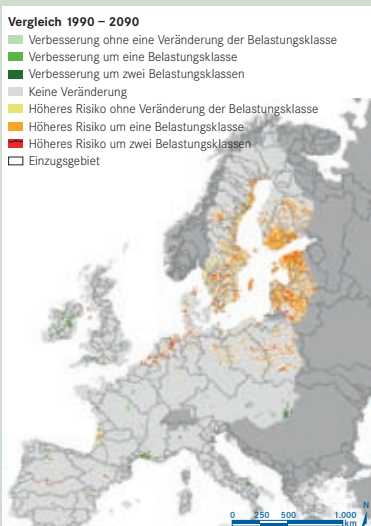 Vergleich 1990 – 2090
Verbesserung ohne eine Veränderung der Belastungsklasse
Verbesserung um eine Belastungsklasse
Verbesserung um zwei Belastungsklassen
Keine Veränderung
Höheres Risiko ohne Veränderung der Belastungsklasse
Höheres Risiko um eine Belastungsklasse
Höheres Risiko um zwei Belastungsklassen
Einzugsgebiet
N
0 250 500 1.000
km